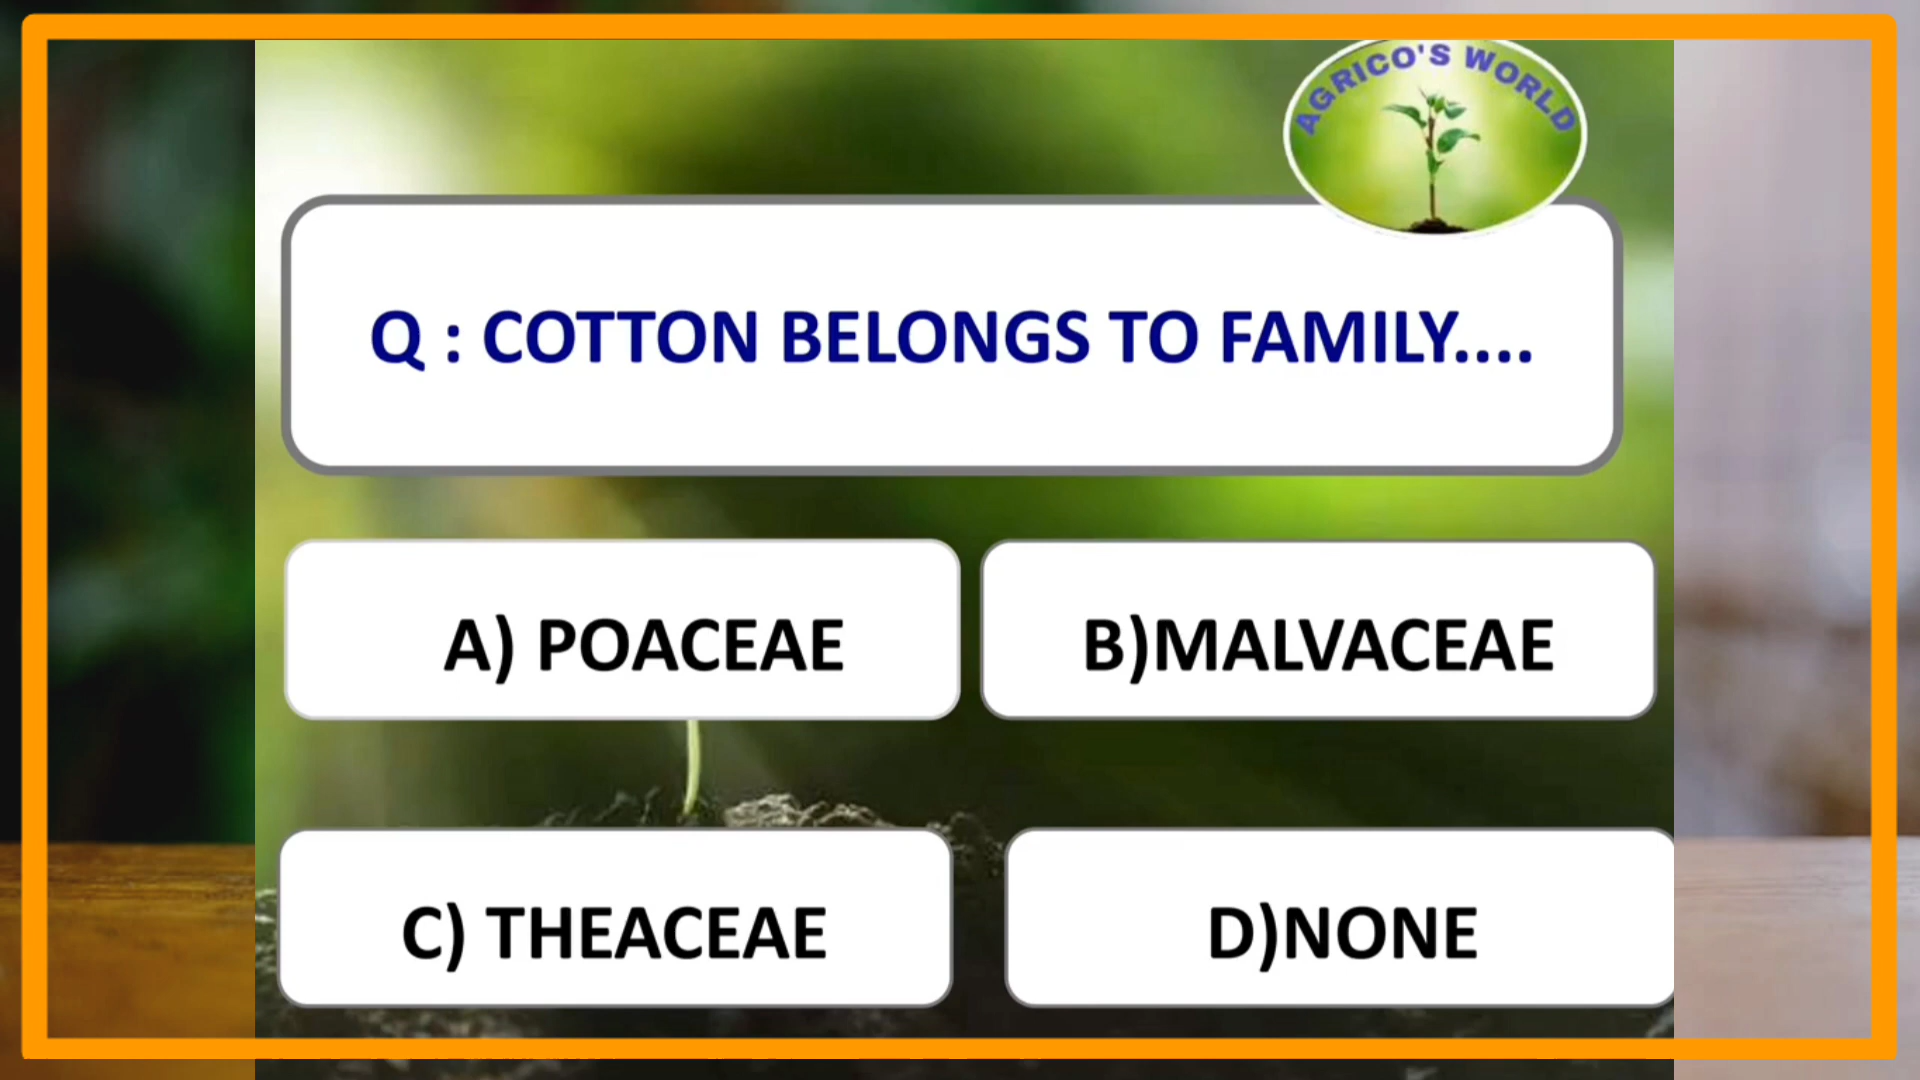 AGRICO'S WORLD
Q : COTTON BELONGS TO FAMILY....
A) POACEAE
B)MALVACEAE
C) THEACEAE
D)NONE